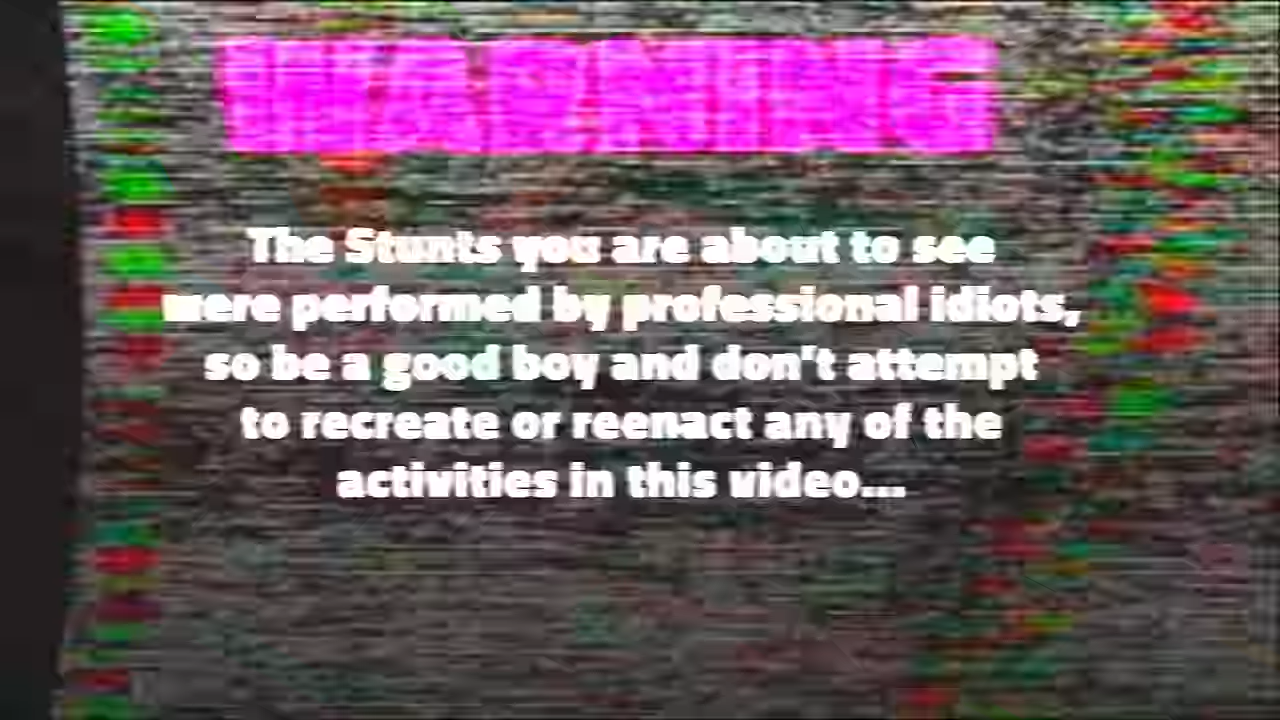 WARNING
The Stunts you are about to see
were performed by professional idiots,
so be a good boy and don't attempt
to recreate or reenact any of the
activities in this video...